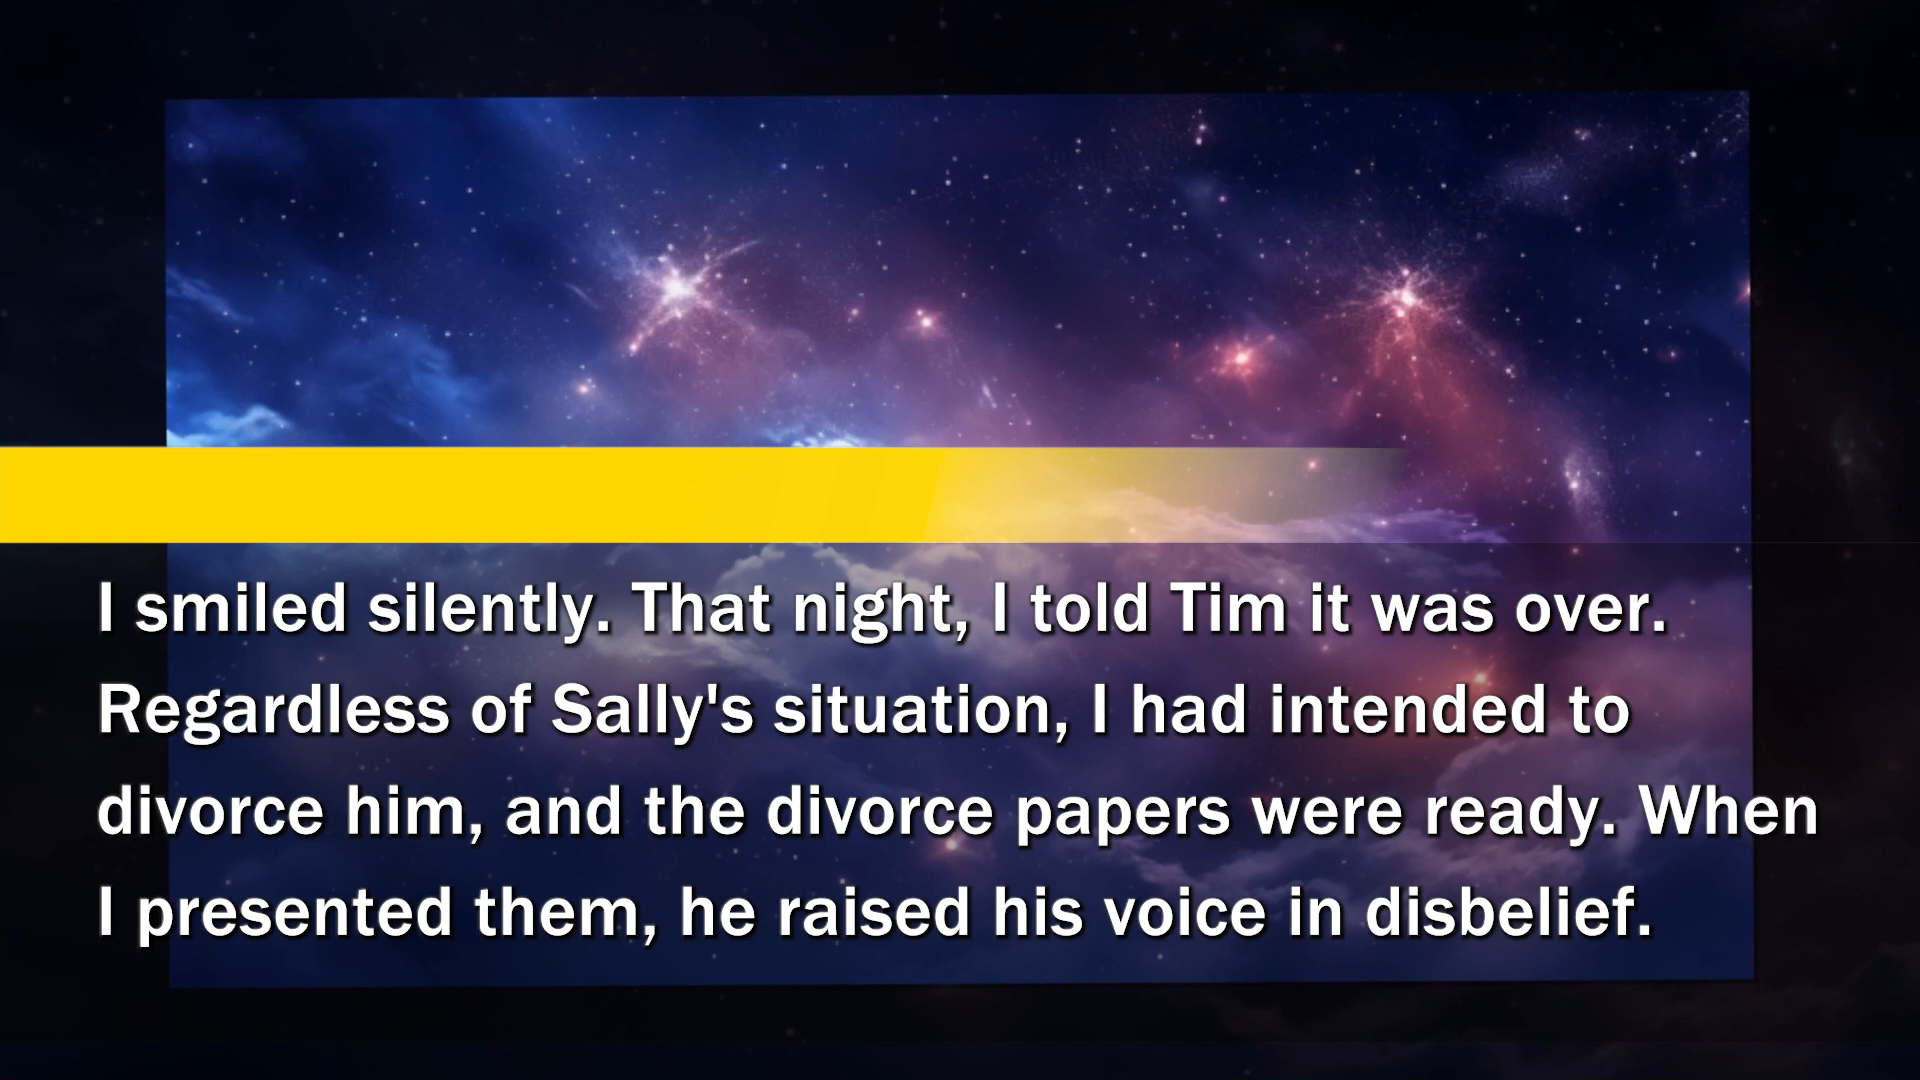 I smiled silently. That night, I told Tim it was over.
Regardless of Sally's situation, I had intended to
divorce him, and the divorce papers were ready. When
I presented them, he raised his voice in disbelief.